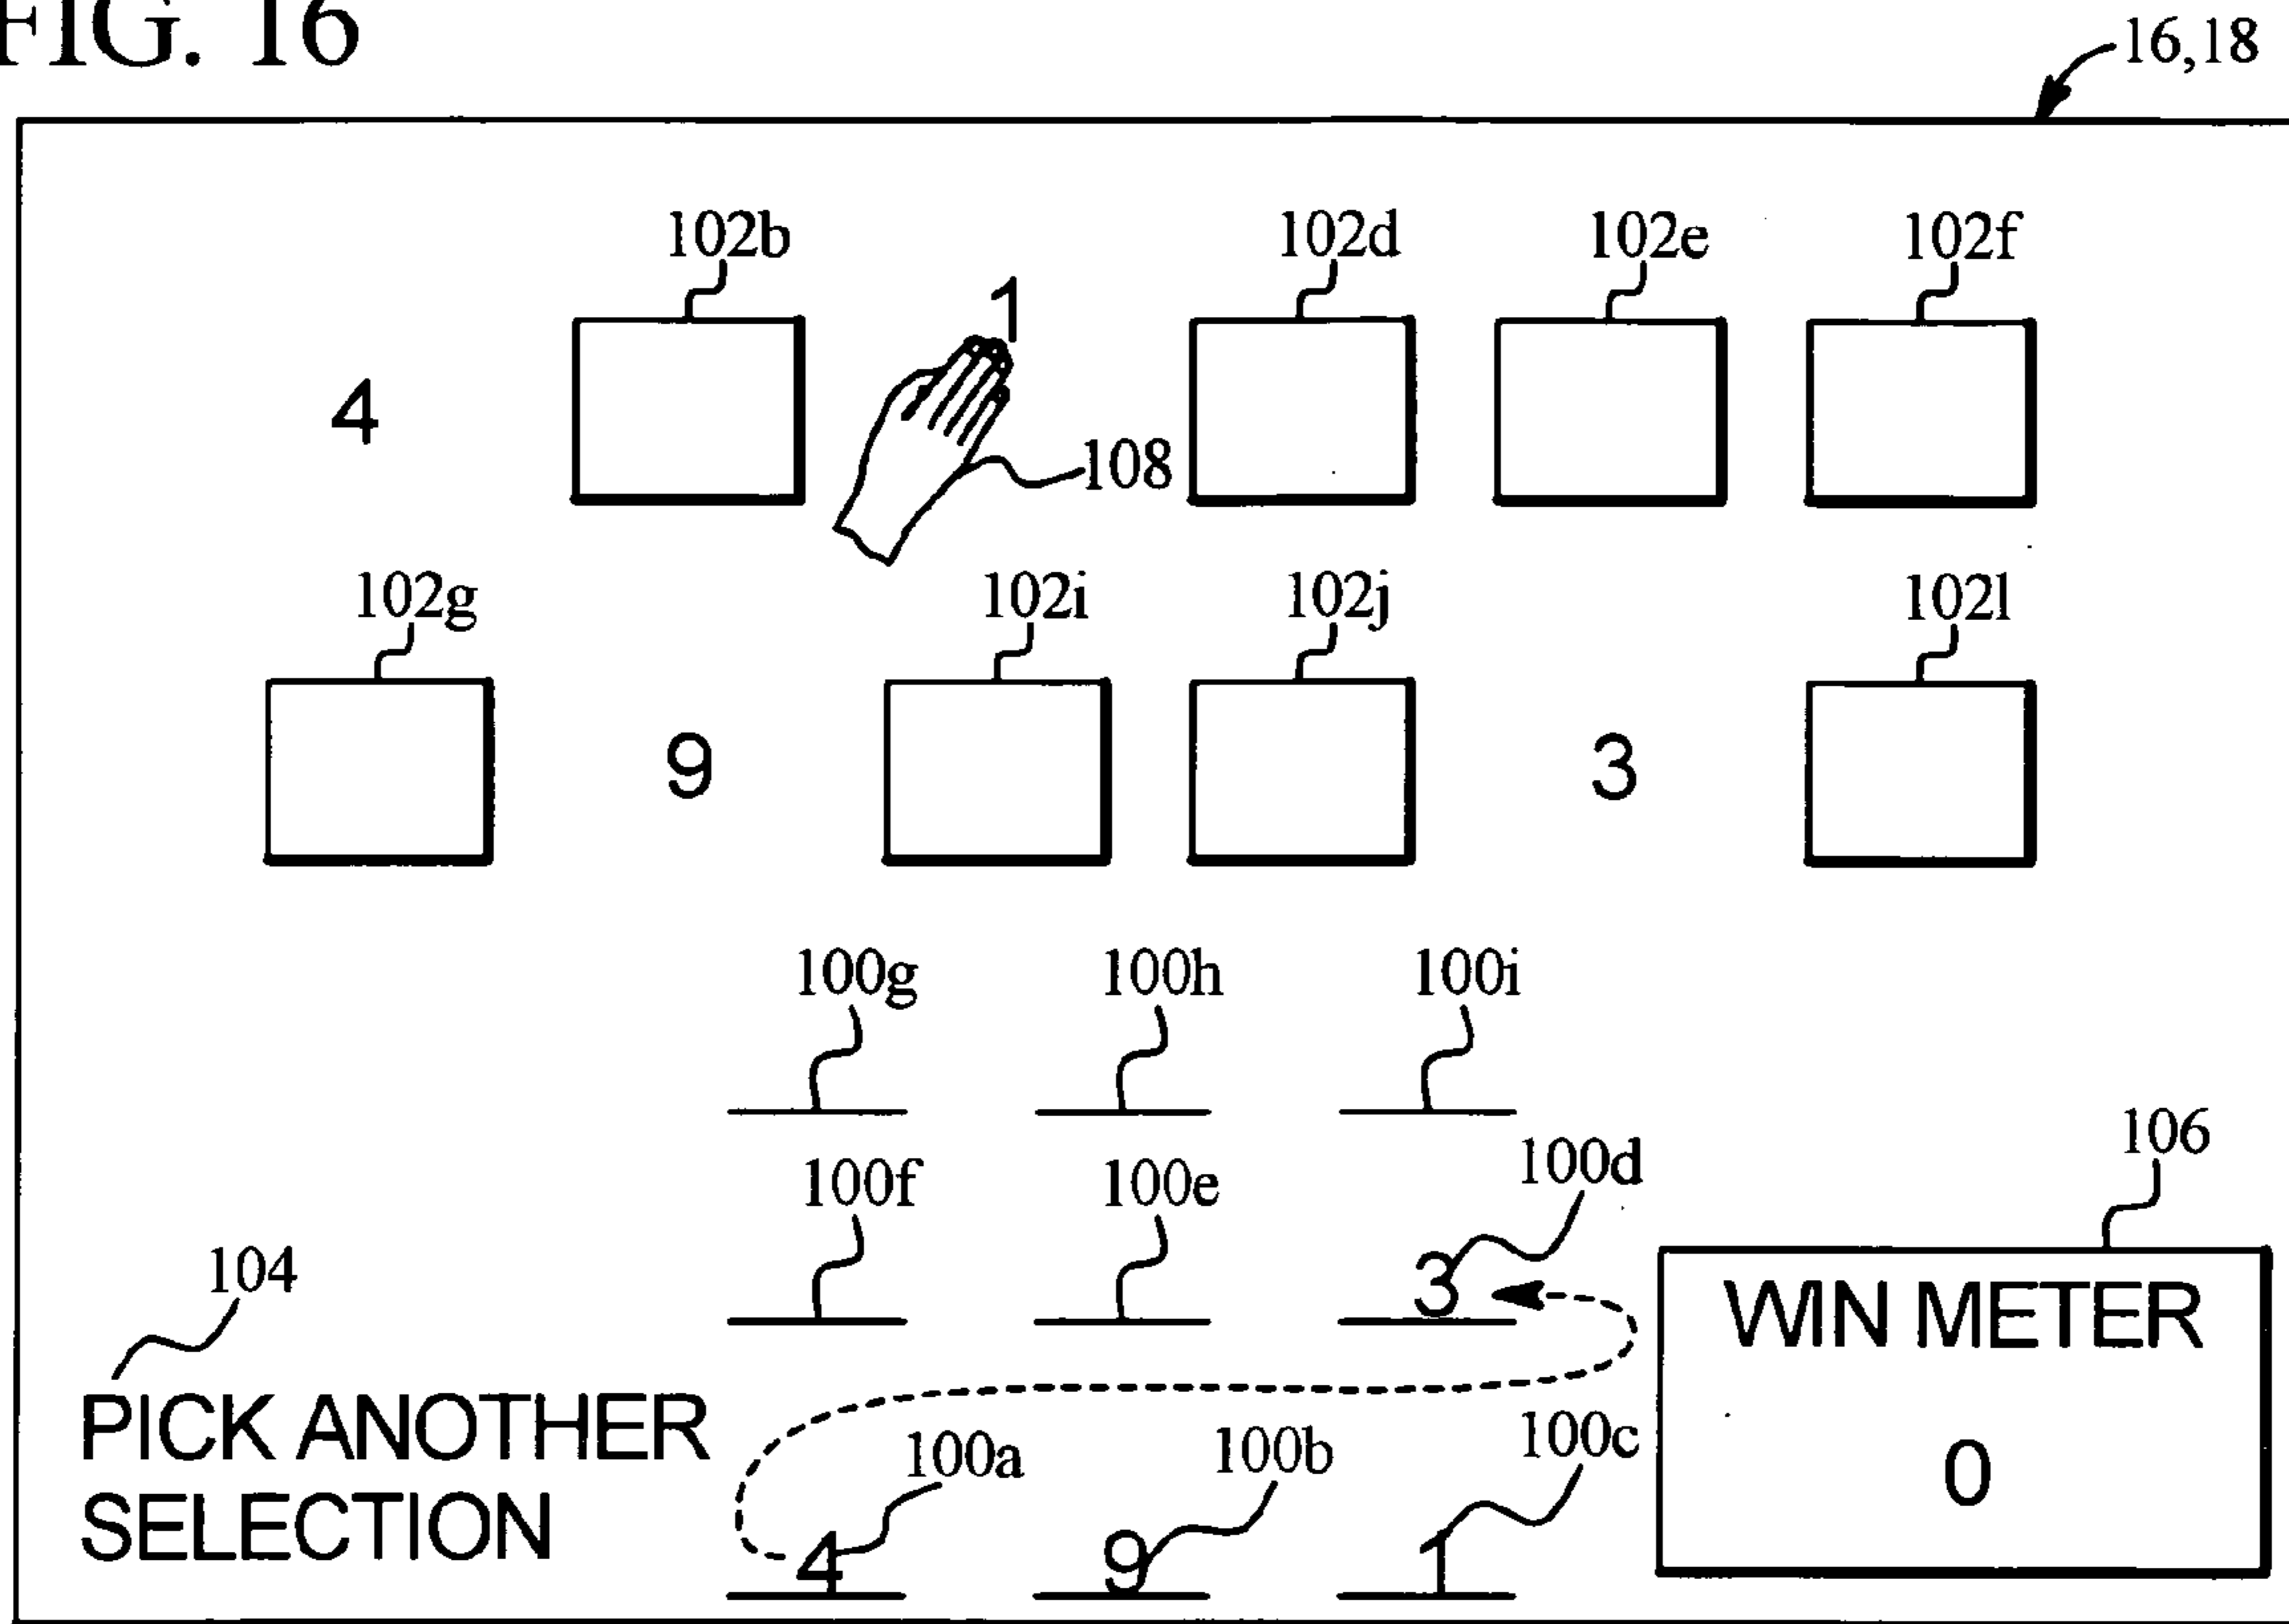 FIG. 16
16,18
102b 102d 102e 102f
1
4
108
102g 102i 102j 102l
9 3
100g 100h 100i
106
100f 100e 100d
104
3
WIN METER
PICK ANOTHER
100a 100b 100c
0
SELECTION
4 9 1